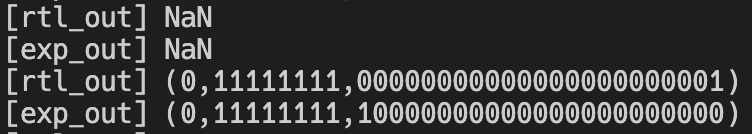 [rtl_out] NaN
[exp_out] NaN
[rtl_out] (0,11111111,00000000000000000000001)
[exp_out] (0,11111111,10000000000000000000000)